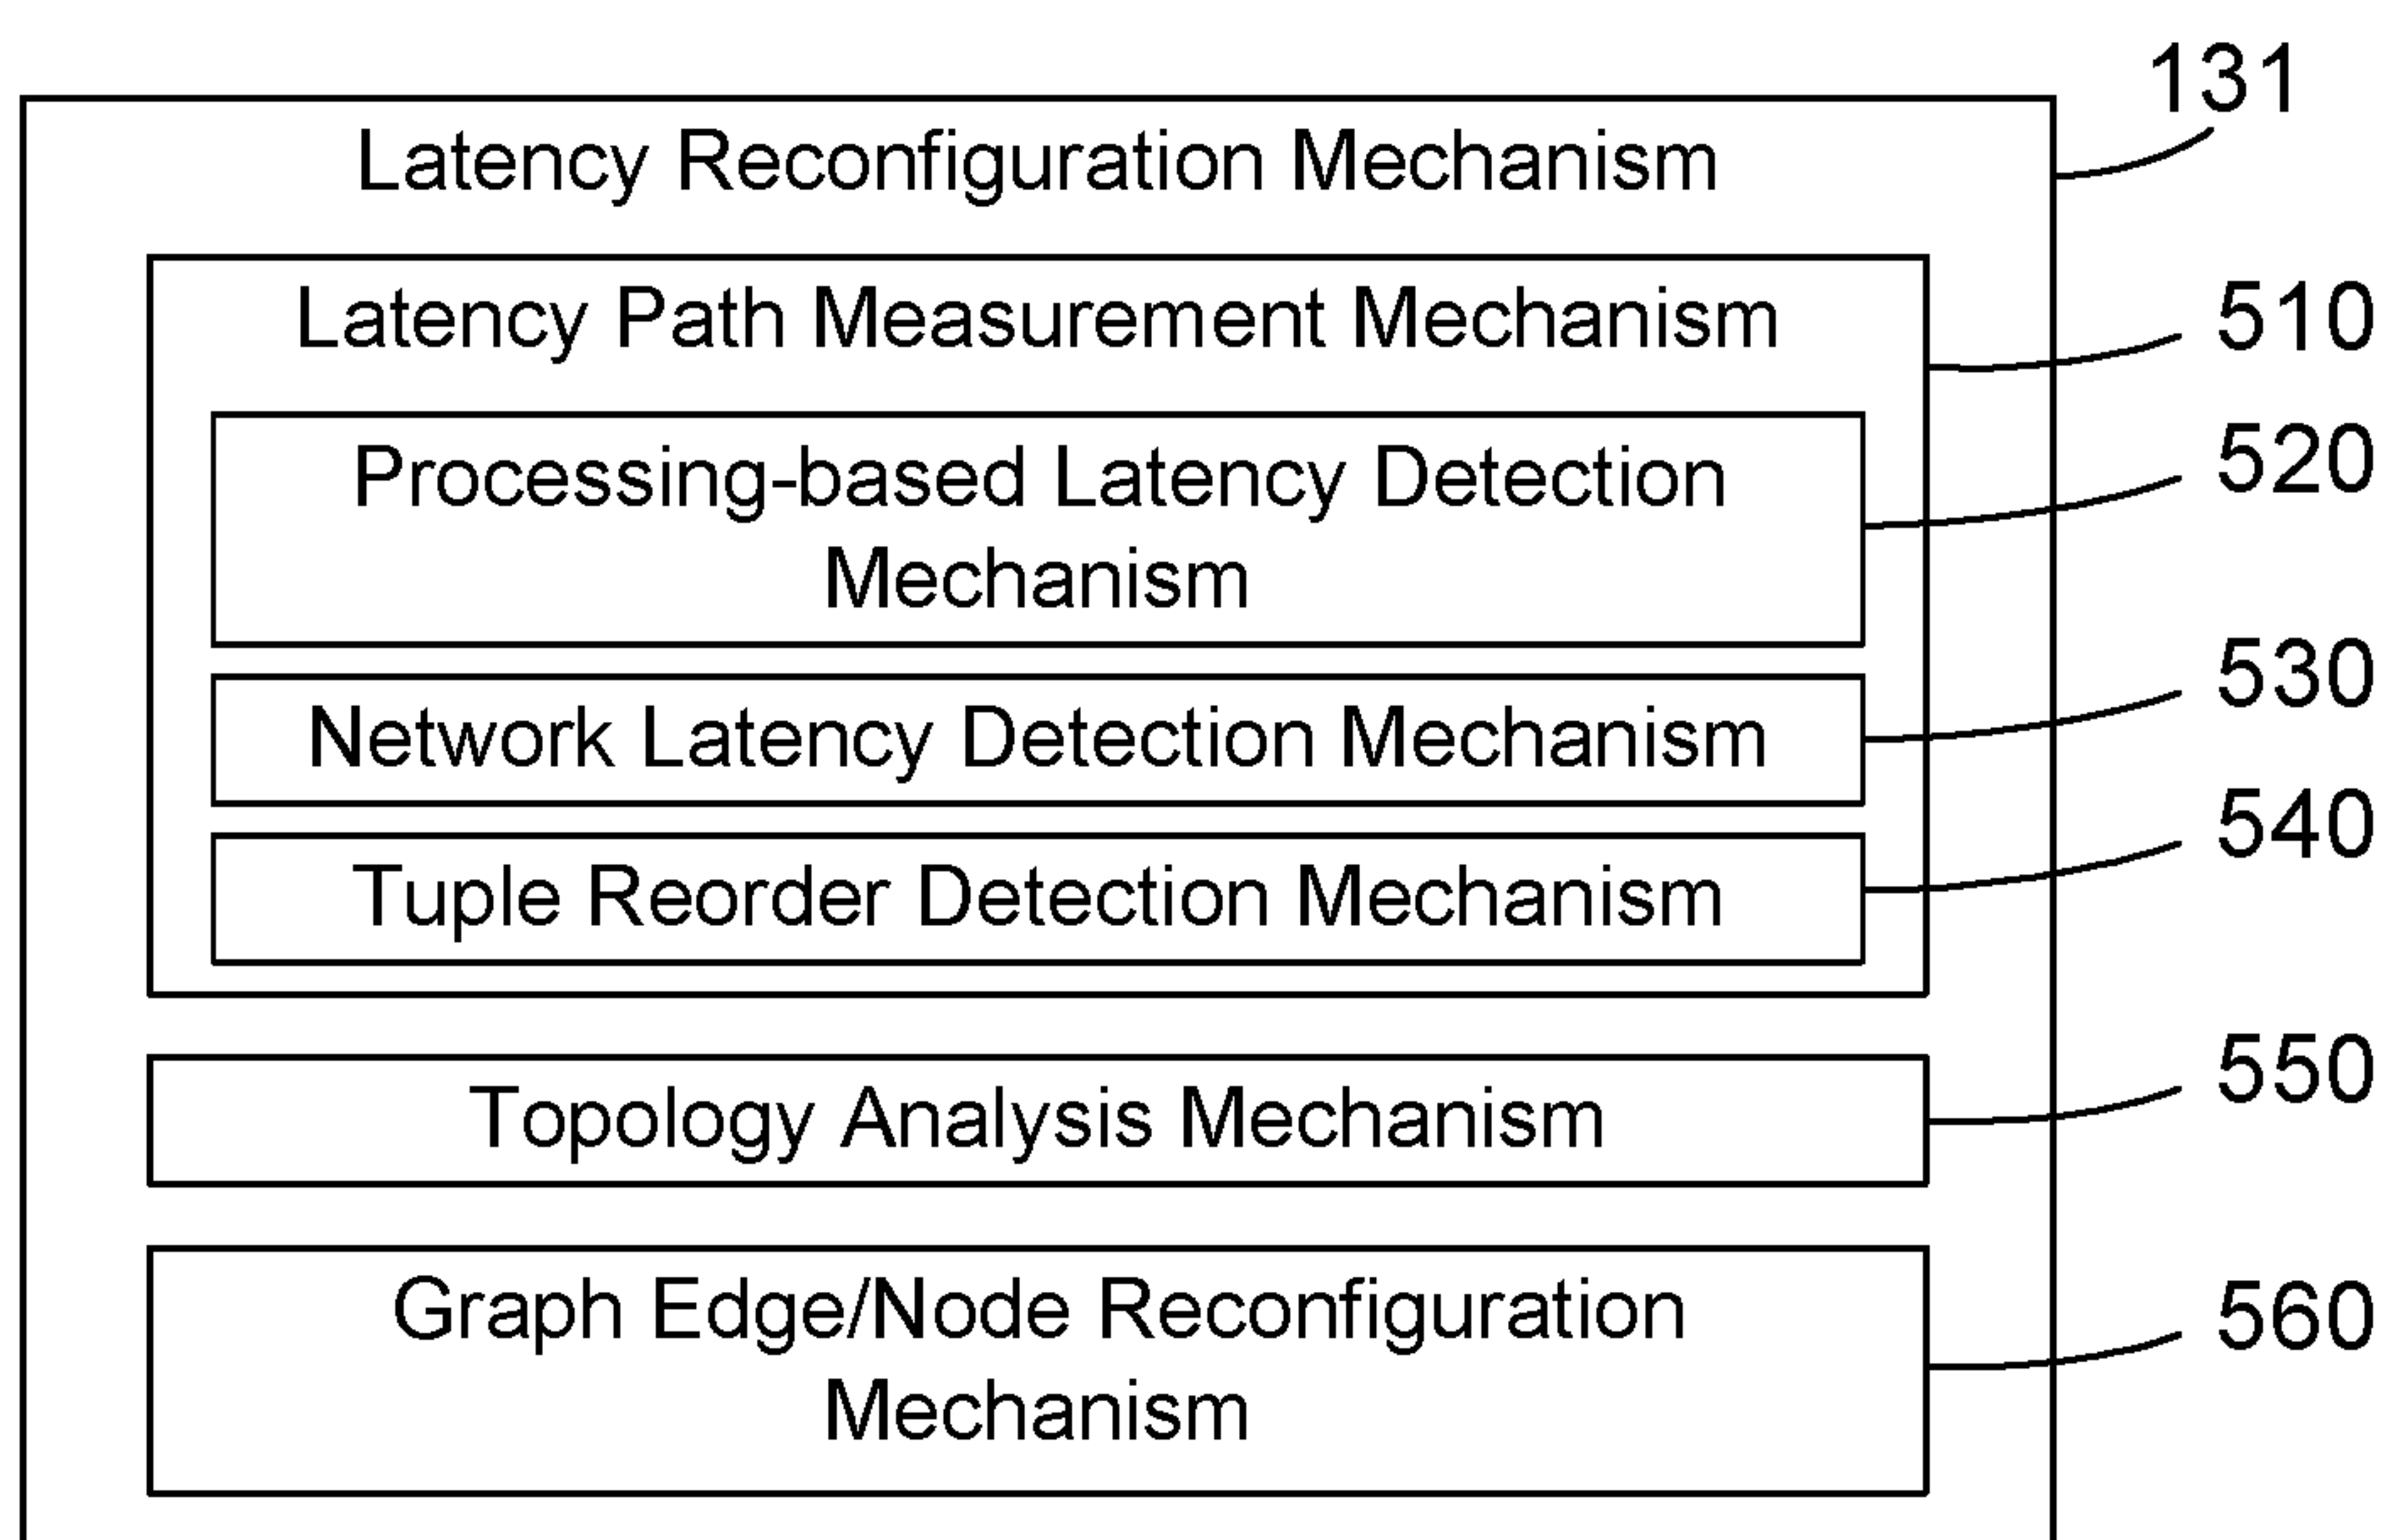 131
Latency Reconfiguration Mechanism
Latency Path Measurement Mechanism
510
Processing-based Latency Detection
Mechanism
520
Network Latency Detection Mechanism
530
Tuple Reorder Detection Mechanism
540
Topology Analysis Mechanism
550
Graph Edge/Node Reconfiguration
Mechanism
560